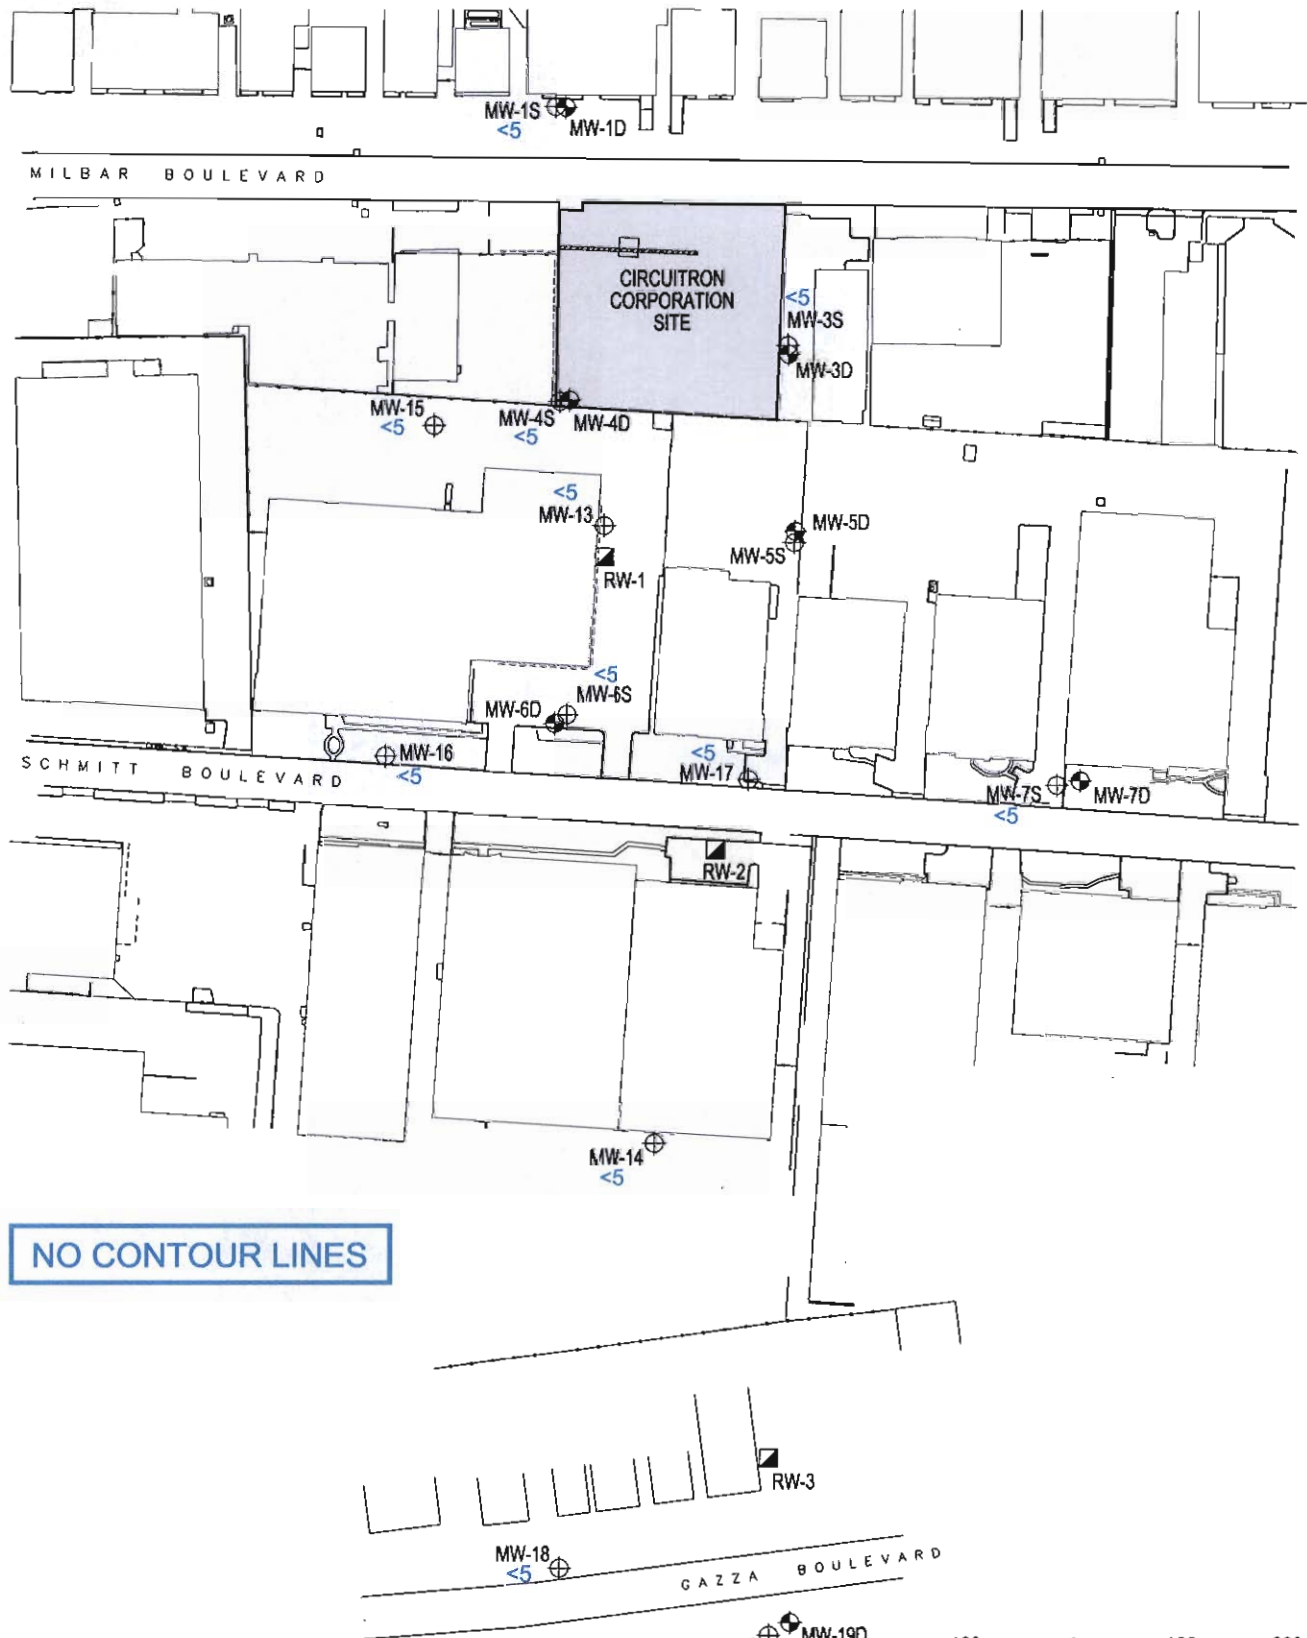 MW-1S
<5
MW-1D
MILBAR BOULEVARD
CIRCUITRON
CORPORATION
SITE
<5
MW-3S
MW-3D
MW-15
<5
MW-4S
<5
MW-4D
<5
MW-13
RW-1
MW-5D
MW-5S
<5
MW-6S
MW-6D
MW-16
<5
<5
MW-17
MW-7S
<5
MW-7D
SCHMITT BOULEVARD
RW-2
MW-14
<5
NO CONTOUR LINES
RW-3
MW-18
<5
GAZZA BOULEVARD
MW-19D